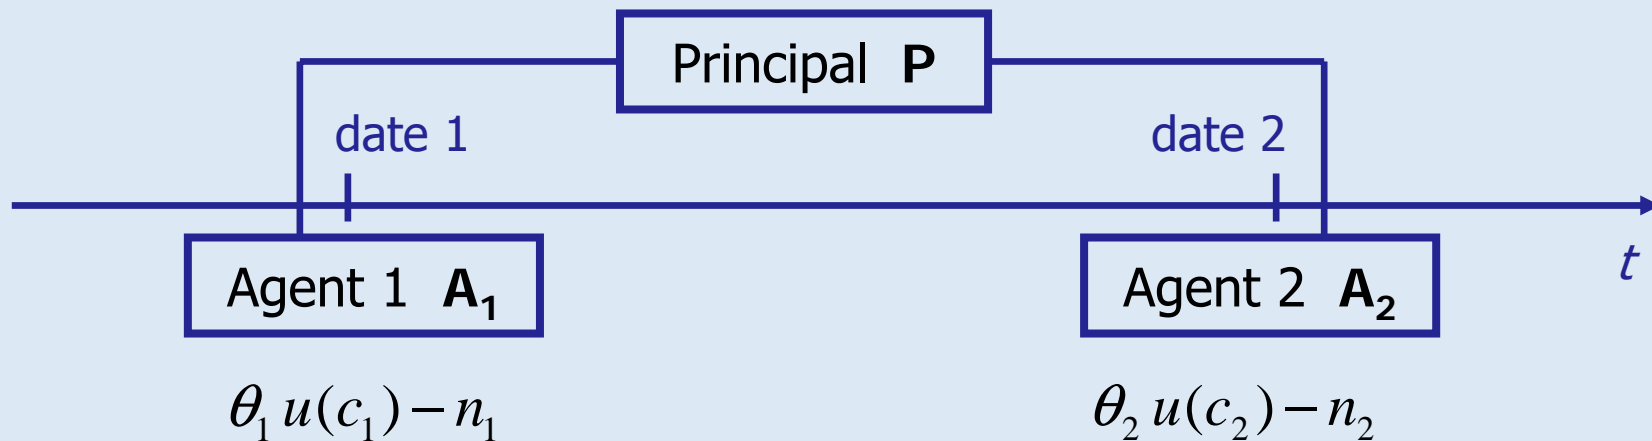 Principal P
date 1
date 2
Agent 1 A₁
Agent 2 A₂
t
θ₁ u(c₁) − n₁
θ₂ u(c₂) − n₂